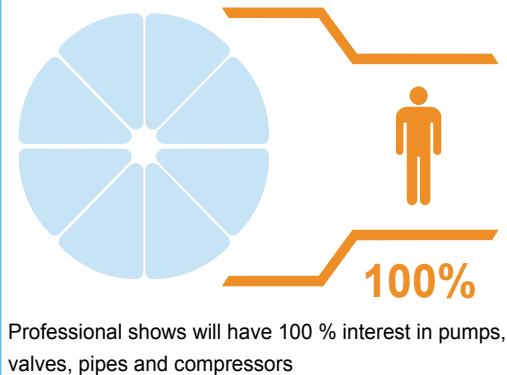 100%
Professional shows will have 100 % interest in pumps,
valves, pipes and compressors